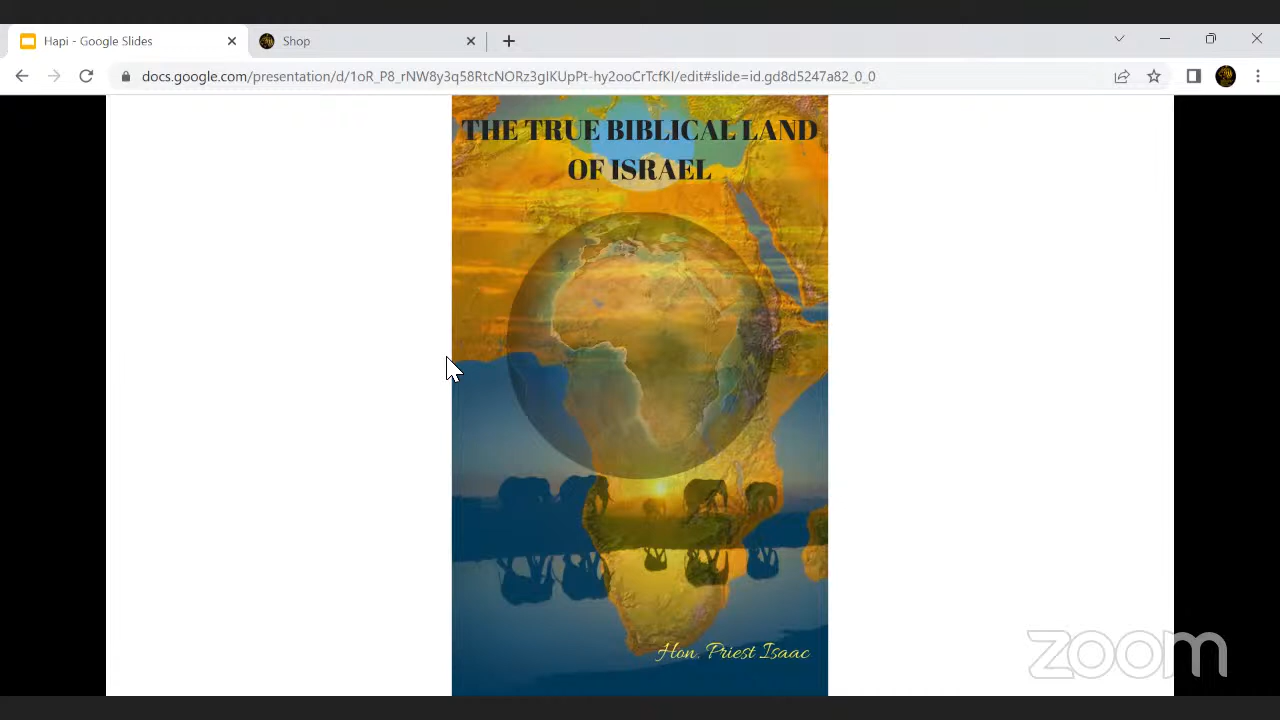 Hapi - Google Slides
Shop
docs.google.com/presentation/d/1oR_P8_rNW8y3q58RtcNORz3gIKUpPt-hy2ooCrTcfKI/edit#slide=id.gd8d5247a82_0_0
THE TRUE BIBLICAL LAND
OF ISRAEL
Hon. Priest Isaac
zoom